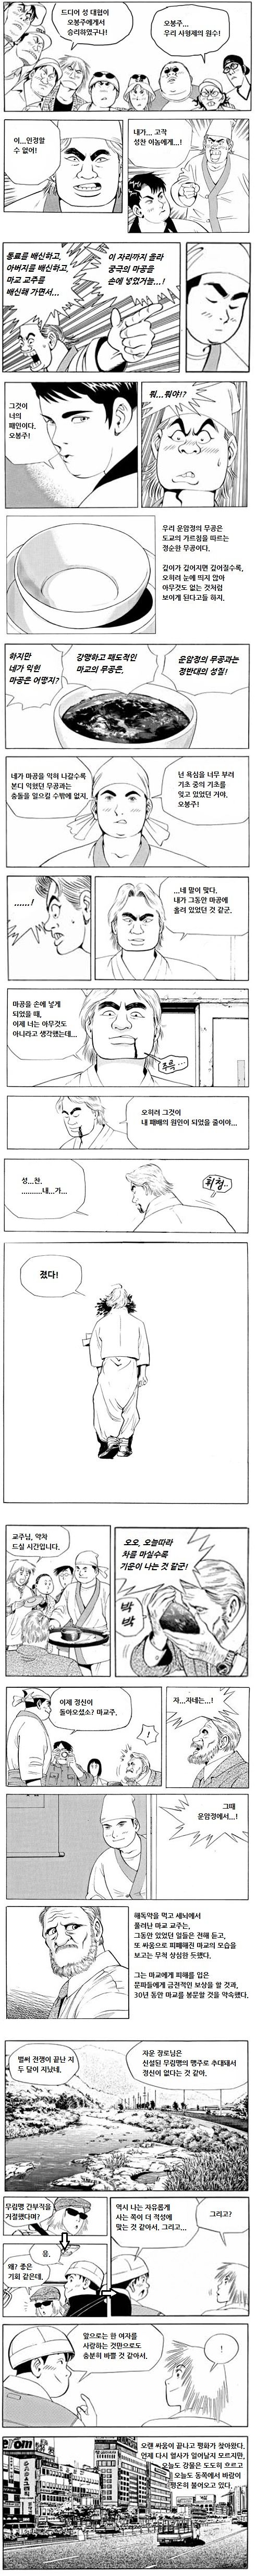 드디어 성 대협이
오봉주에게서
승리하였구나!
오봉주...
우리 사형제의 원수!
이...인정할
수 없어!
내가... 고작
성찬 이놈에게...!
동료를 배신하고,
아버지를 배신하고,
마교 교주를
배신해 가면서...
이 자리까지 올라
궁극의 마공을
손에 넣었거늘...!
그것이
너의
패인이다.
오봉주!
뭐...뭐야!?
우리 운암정의 무공은
도교의 가르침을 따르는
정순한 무공이다.
깊이가 깊어지면 깊어질수록,
오히려 눈에 띄지 않아
아무것도 없는 것처럼
보이게 된다고들 하지.
하지만
네가 익힌
마공은 어떨지?
강맹하고 패도적인
마교의 무공은,
운암정의 무공과는
정반대의 성질!
네가 마공을 익혀 나갈수록
본디 익혔던 무공과는
충돌을 일으킬 수밖에 없지.
넌 욕심을 너무 부려
기초 중의 기초를
잊고 있었던 거야.
오봉주!
......!
...네 말이 맞다.
내가 그동안 마공에
홀려 있었던 것 같군.
마공을 손에 넣게
되었을 때,
이제 너는 아무것도
아니라고 생각했는데...
주륵...
오히려 그것이
내 패배의 원인이 되었을 줄이야...
성...찬.
..........내...가...
휘청..
졌다!
교주님, 약차
드실 시간입니다.
오오, 오늘따라
차를 마실수록
기운이 나는 것 같군!
벅
벅
이제 정신이
돌아오셨소? 마교주.
!
자...자네는...!
그때
운암정에서...!
해독약을 먹고 세뇌에서
풀려난 마교 교주는,
그동안 있었던 일들은 전해 듣고,
또 싸움으로 피폐해진 마교의 모습을
보고는 무척 상심한 듯했다.
그는 마교에게 피해를 입은
문파들에게 금전적인 보상을 할 것과,
30년 동안 마교를 봉문할 것을 약속했다.
벌써 전쟁이 끝난 지
두 달이 지났네.
자운 장로님은
신설된 무림맹의 맹주로 추대돼서
정신이 없다는 것 같아.
무림맹 간부직을
거절했다며?
응.
왜? 좋은
기회 같은데.
역시 나는 자유롭게
사는 쪽이 더 적성에
맞는 것 같아서, 그리고...
그리고?
앞으로는 한 여자를
사랑하는 것만으로도
충분히 바쁠 것 같아서.
!
오랜 싸움이 끝나고 평화가 찾아왔다.
언제 다시 혈사가 일어날지 모르지만,
오늘도 강물은 도도히 흐르고
오늘도 동쪽에서 바람이
평온히 불어오고 있다.